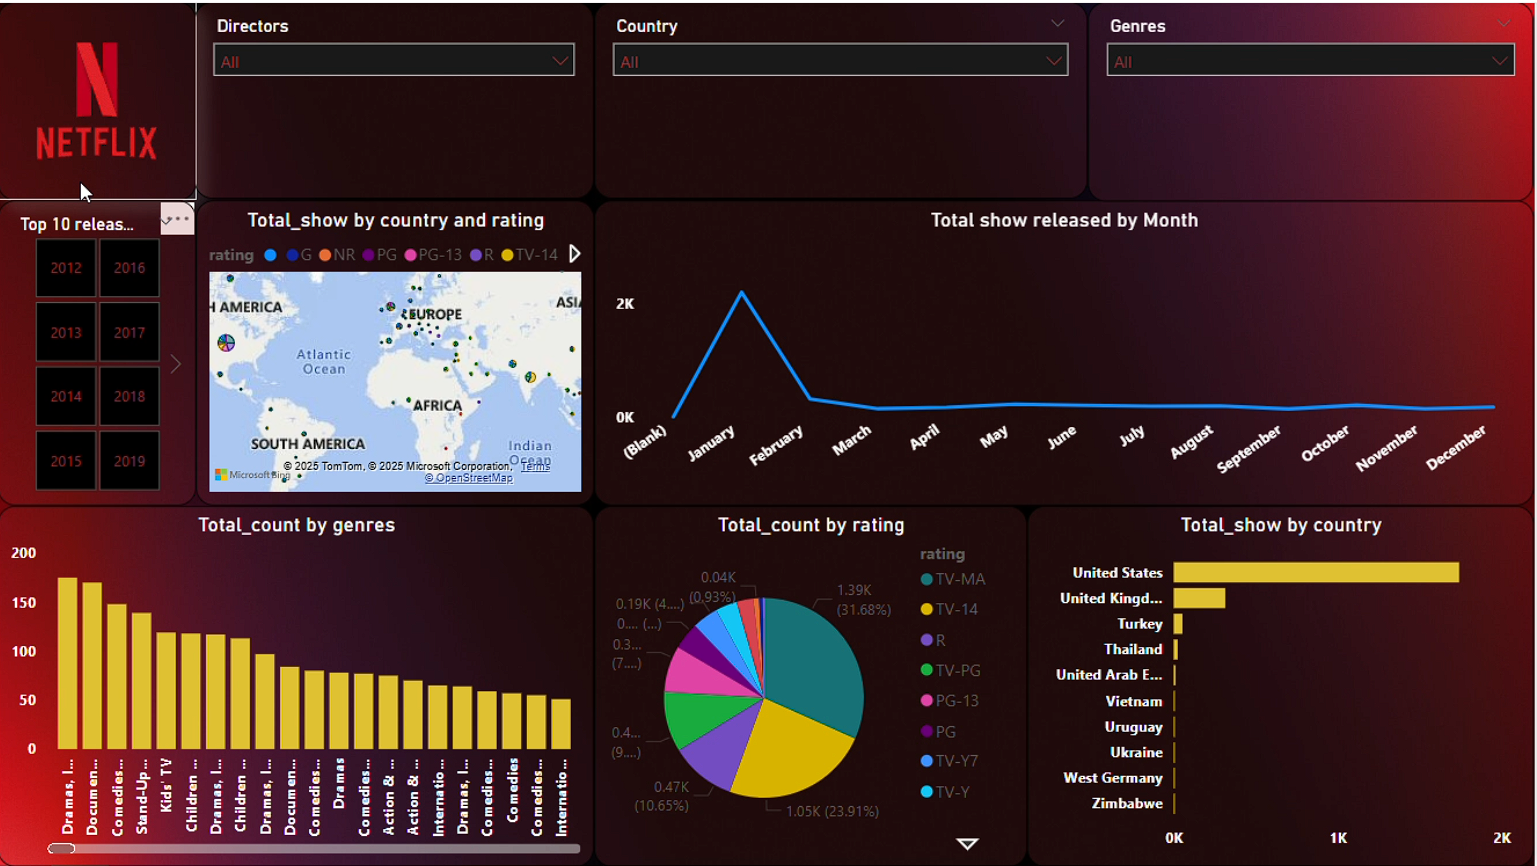 Directors
Country
Genres
All
All
All
NETFLIX
Top 10 releas...
2012
2016
2013
2017
2014
2018
2015
2019
Total_show by country and rating
rating G NR PG PG-13 R TV-14
H AMERICA
EUROPE
ASIA
Atlantic
Ocean
AFRICA
SOUTH AMERICA
Indian
Ocean
Microsoft Bing
© 2025 TomTom, © 2025 Microsoft Corporation, Terms
© OpenStreetMap
Total show released by Month
2K
0K
(Blank)
January
February
March
April
May
June
July
August
September
October
November
December
Total_count by genres
200
150
100
50
0
Dramas, I...
Documen...
Comedies...
Stand-Up ...
Kids' TV
Children ...
Dramas, I...
Children ...
Dramas, I...
Documen...
Comedies...
Dramas
Comedies...
Action & ...
Action & ...
Internatio...
Dramas, I...
Comedies...
Comedies
Comedies...
Internatio...
Total_count by rating
0.04K
(0.93%)
0.19K (4....)
0.... (...)
0.3...
(7....)
0.4...
(9....)
0.47K
(10.65%)
1.05K (23.91%)
1.39K
(31.68%)
rating
TV-MA
TV-14
R
TV-PG
PG-13
PG
TV-Y7
TV-Y
Total_show by country
United States
United Kingd...
Turkey
Thailand
United Arab E...
Vietnam
Uruguay
Ukraine
West Germany
Zimbabwe
0K
1K
2K